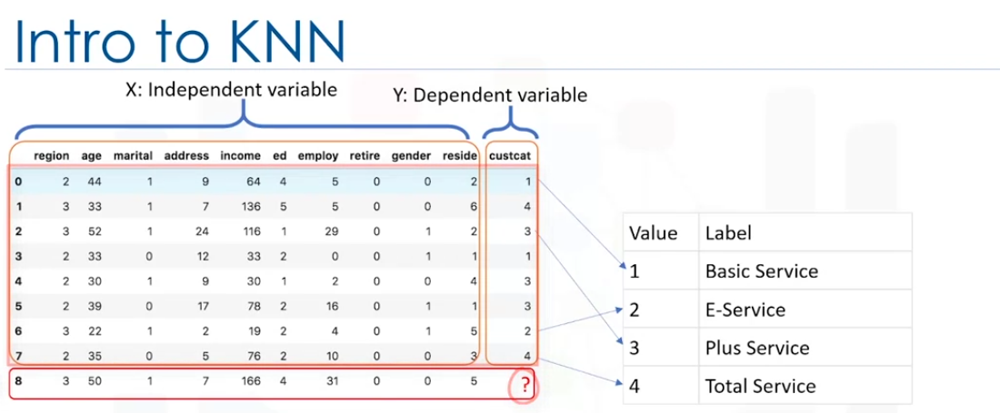 Intro to KNN
X: Independent variable
Y: Dependent variable
region age marital address income ed employ retire gender reside custcat
0 2 44 1 9 64 4 5 0 0 2 1
1 3 33 1 7 136 5 5 0 0 6 4
2 3 52 1 24 116 1 29 0 1 2 3
3 2 33 0 12 33 2 0 0 1 1 1
4 2 30 1 9 30 1 2 0 0 4 3
5 2 39 0 17 78 2 16 0 1 1 3
6 3 22 1 2 19 2 4 0 1 5 2
7 2 35 0 5 76 2 10 0 0 3 4
8 3 50 1 7 166 4 31 0 0 5 ?
Value Label
1 Basic Service
2 E-Service
3 Plus Service
4 Total Service